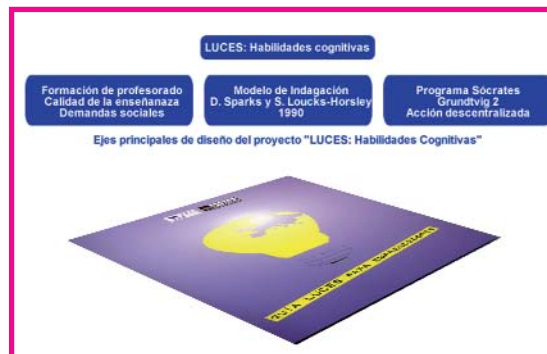 LUCES: Habilidades cognitivas
Formación de profesorado
Calidad de la enseñanaza
Demandas sociales
Modelo de Indagación
D. Sparks y S. Loucks-Horsley
1990
Programa Sócrates
Grundtvig 2
Acción descentralizada
Ejes principales de diseño del proyecto "LUCES: Habilidades Cognitivas"
GUIA LUCES PARA